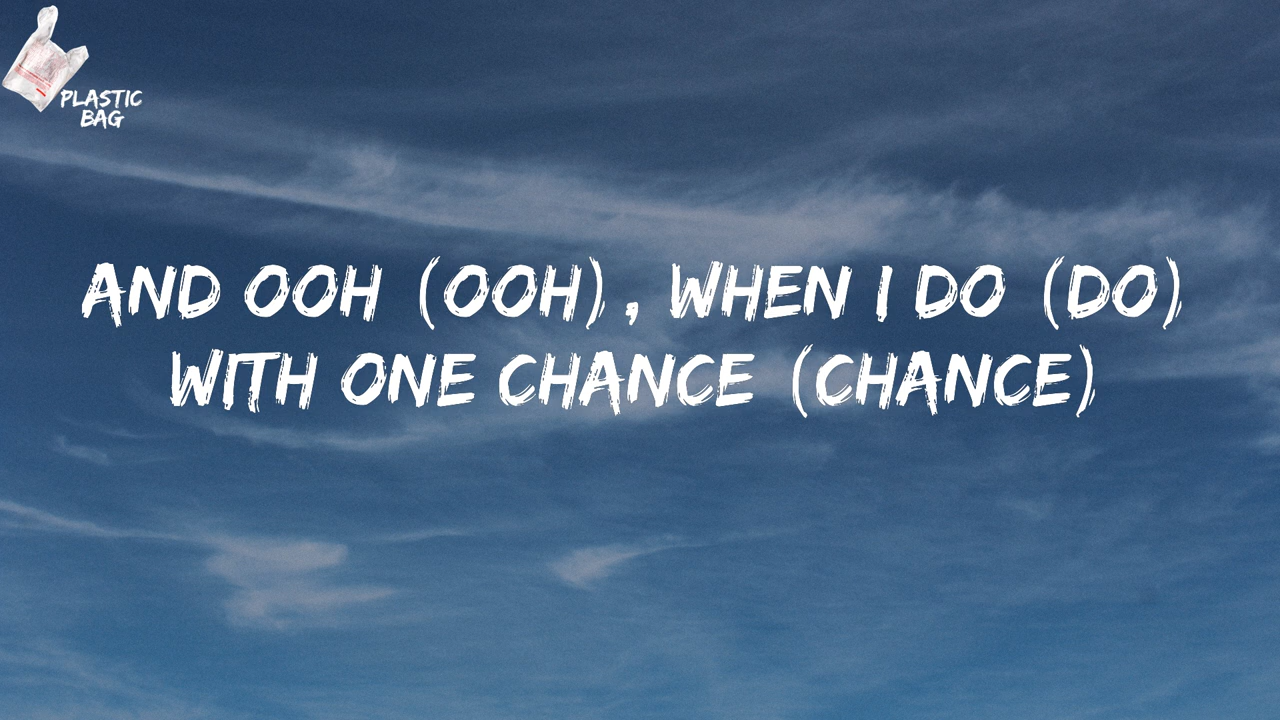 PLASTIC
BAG
AND OOH (OOH), WHEN I DO (DO)
WITH ONE CHANCE (CHANCE)